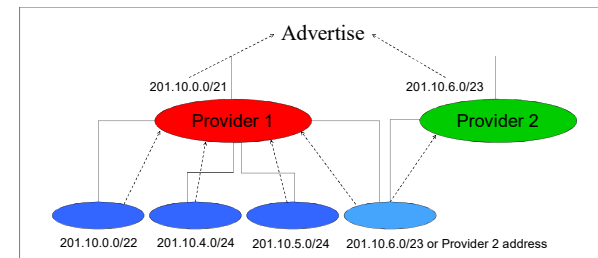 Advertise
201.10.0.0/21
201.10.6.0/23
Provider 1
Provider 2
201.10.0.0/22
201.10.4.0/24
201.10.5.0/24
201.10.6.0/23 or Provider 2 address